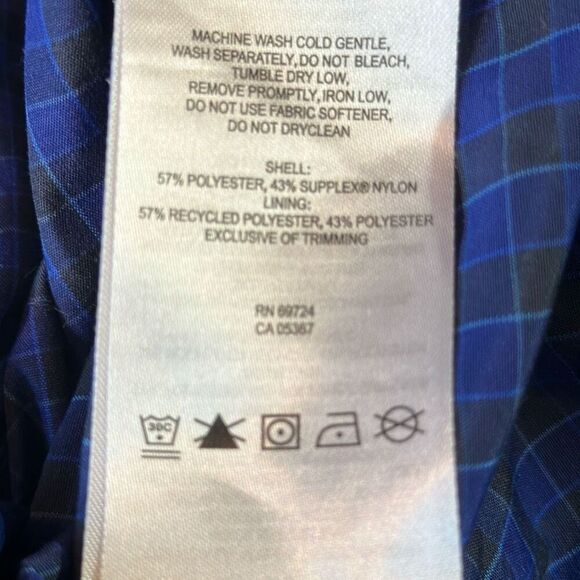 MACHINE WASH COLD GENTLE,
WASH SEPARATELY, DO NOT BLEACH,
TUMBLE DRY LOW,
REMOVE PROMPTLY, IRON LOW,
DO NOT USE FABRIC SOFTENER,
DO NOT DRYCLEAN
SHELL:
57% POLYESTER, 43% SUPPLEX® NYLON
LINING:
57% RECYCLED POLYESTER, 43% POLYESTER
EXCLUSIVE OF TRIMMING
RN 69724
CA 05367
30C